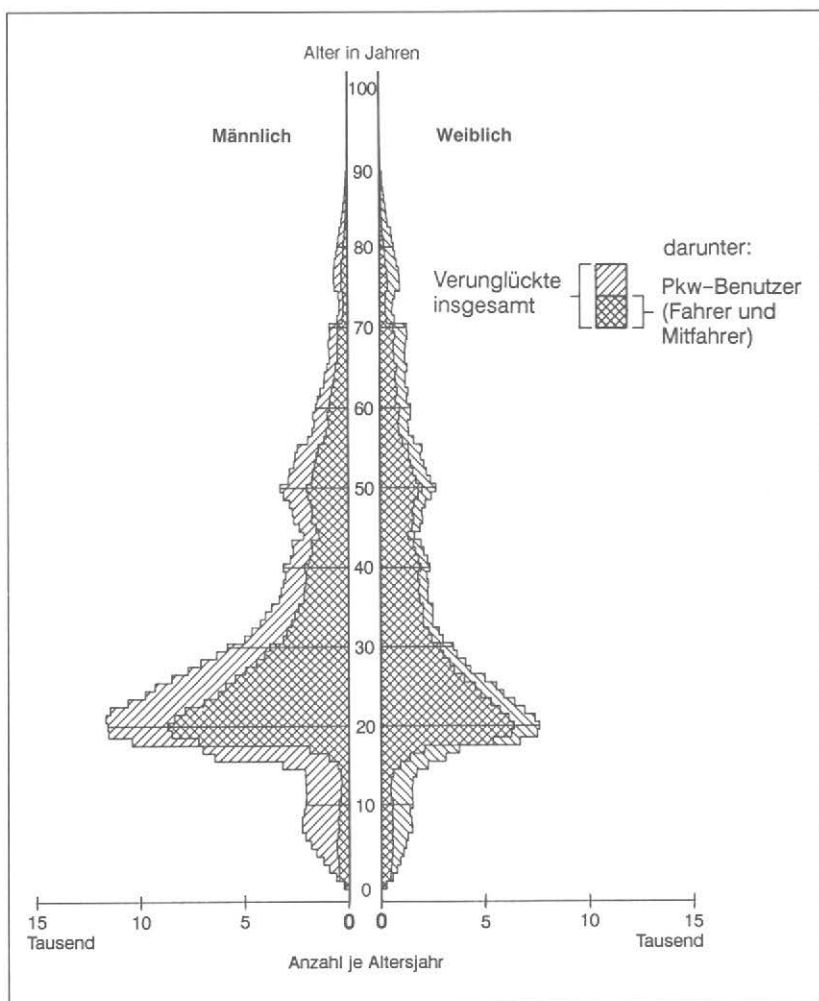 Alter in Jahren
100
Männlich
Weiblich
90
80
darunter:
Verunglückte
insgesamt
Pkw-Benutzer
(Fahrer und
Mitfahrer)
70
60
50
40
30
20
10
0
15 10 5 0 0 5 10 15
Tausend Tausend
Anzahl je Altersjahr